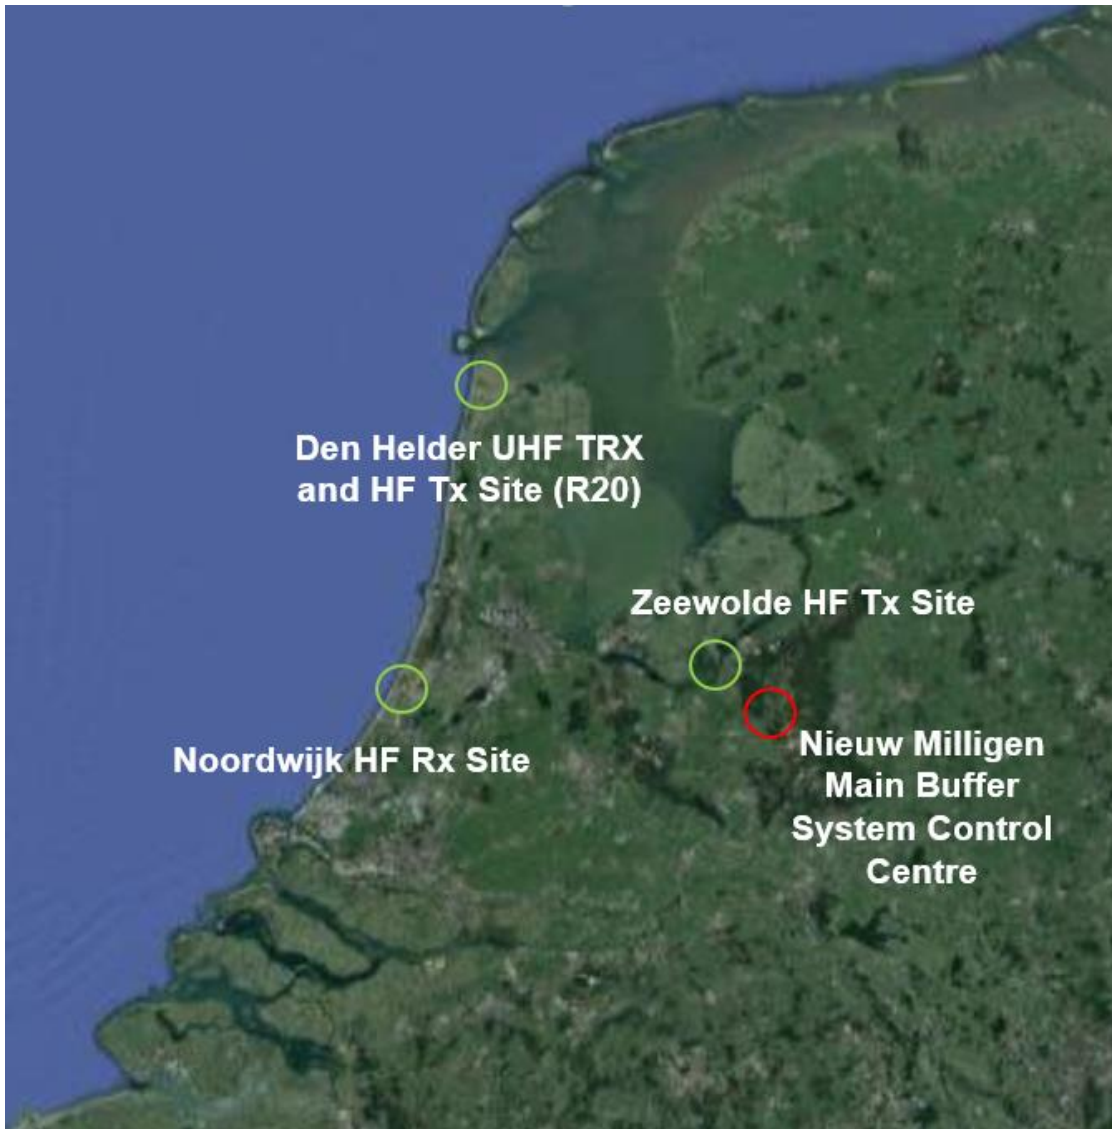 Den Helder UHF TRX
and HF Tx Site (R20)
Zeewolde HF Tx Site
Noordwijk HF Rx Site
Nieuw Milligen
Main Buffer
System Control
Centre